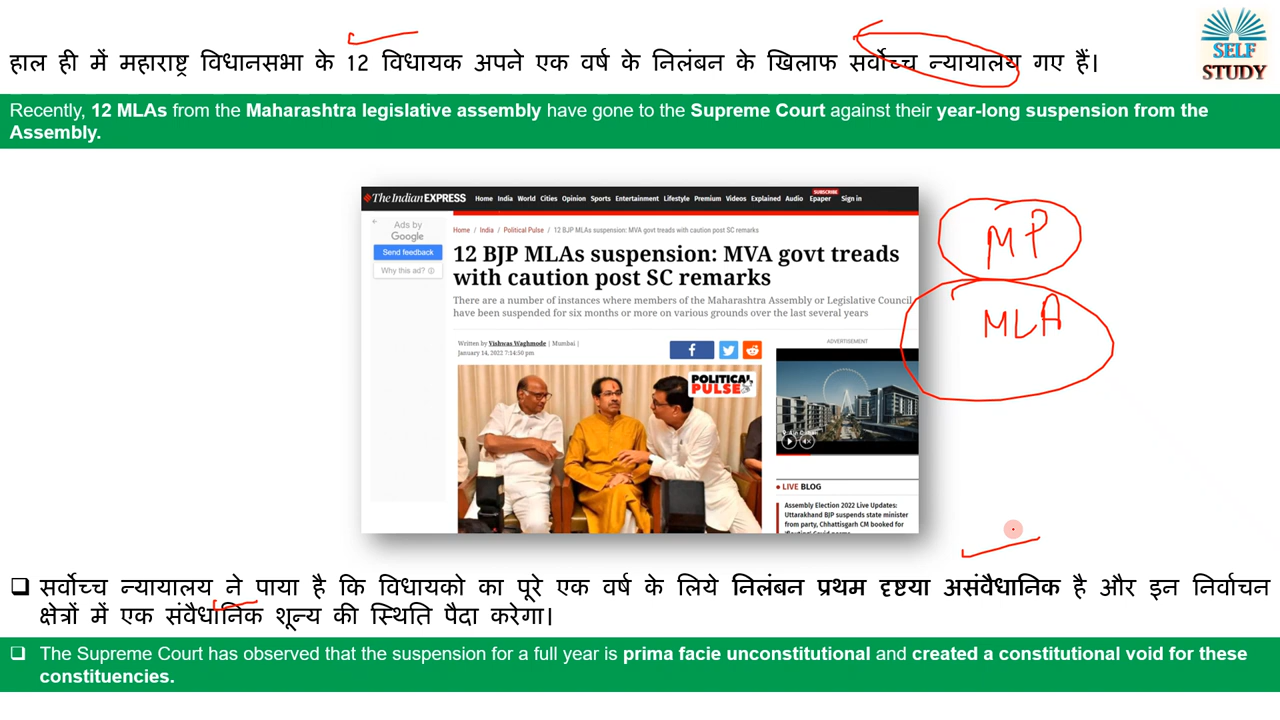 हाल ही में महाराष्ट्र विधानसभा के 12 विधायक अपने एक वर्ष के निलंबन के खिलाफ सर्वोच्च न्यायालय गए हैं।
SELF
STUDY
Recently, 12 MLAs from the Maharashtra legislative assembly have gone to the Supreme Court against their year-long suspension from the
Assembly.
The Indian EXPRESS Home India World Cities Opinion Sports Entertainment Lifestyle Premium Videos Explained Audio Epaper Sign in
SUBSCRIBE
Ads by
Google
Send feedback
Why this ad?
Home / India / Political Pulse / 12 BJP MLAs suspension: MVA govt treads with caution post SC remarks
12 BJP MLAs suspension: MVA govt treads
with caution post SC remarks
There are a number of instances where members of the Maharashtra Assembly or Legislative Council
have been suspended for six months or more on various grounds over the last several years
Written by Vishwas Waghmode | Mumbai |
January 14, 2022 7:14:50 pm
POLITICAL
PULSE
ADVERTISEMENT
LIVE BLOG
Assembly Election 2022 Live Updates:
Uttarakhand BJP suspends state minister
from party, Chhattisgarh CM booked for
MP
MLA
सर्वोच्च न्यायालय ने पाया है कि विधायको का पूरे एक वर्ष के लिये निलंबन प्रथम दृष्टया असंवैधानिक है और इन निर्वाचन
क्षेत्रों में एक संवैधानिक शून्य की स्थिति पैदा करेगा।
The Supreme Court has observed that the suspension for a full year is prima facie unconstitutional and created a constitutional void for these
constituencies.